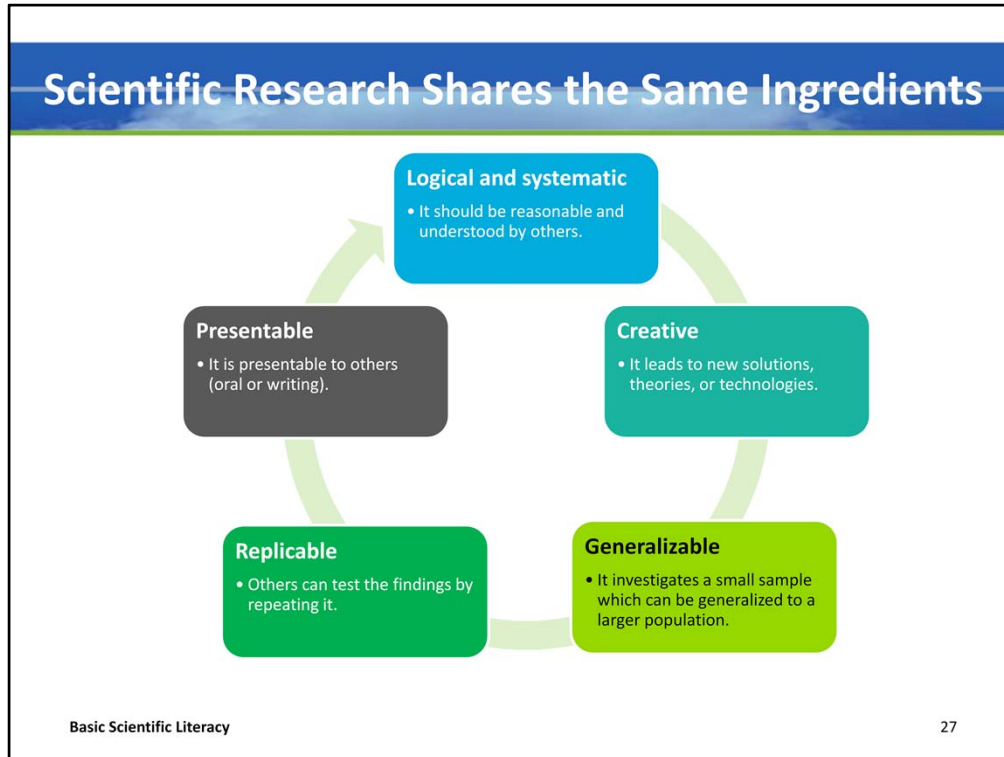 Scientific Research Shares the Same Ingredients
Logical and systematic
• It should be reasonable and
understood by others.
Creative
• It leads to new solutions,
theories, or technologies.
Generalizable
• It investigates a small sample
which can be generalized to a
larger population.
Replicable
• Others can test the findings by
repeating it.
Presentable
• It is presentable to others
(oral or writing).
Basic Scientific Literacy
27